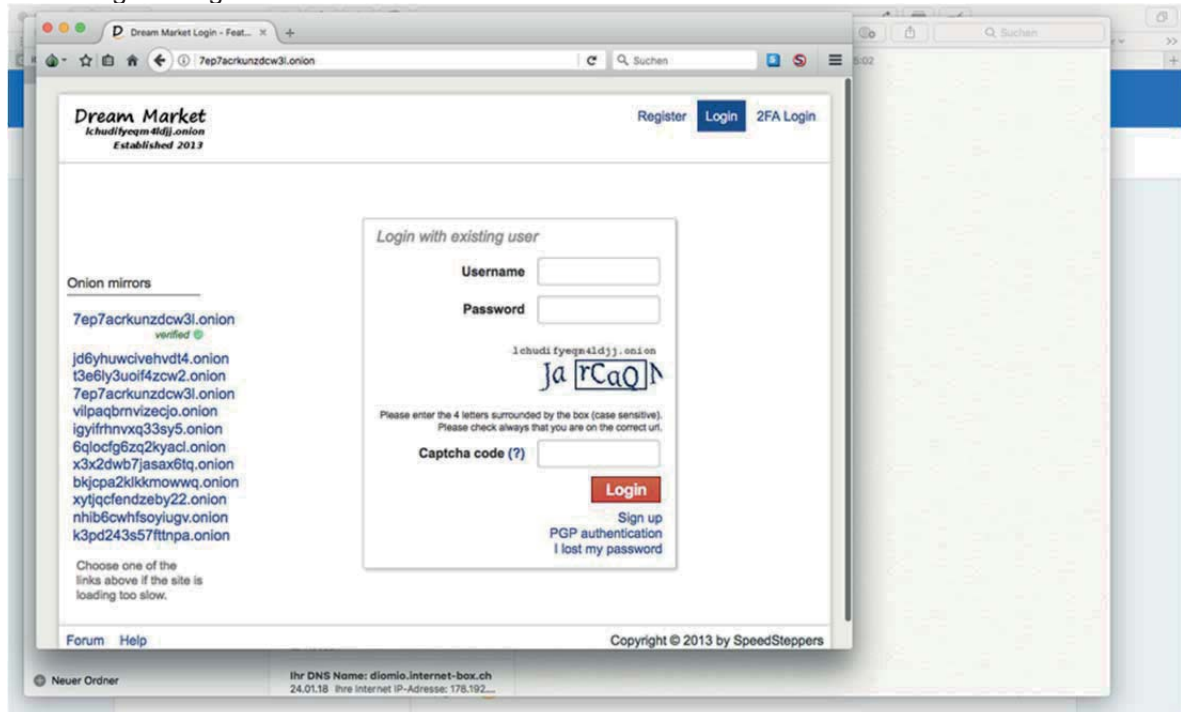 Dream Market Login - Feat...
7ep7acrkunzdcw3l.onion
Suchen
Suchen
Dream Market
lchudifyeqm4ldjj.onion
Established 2013
Register Login 2FA Login
Login with existing user
Username
Password
lchudifyeqm4ldjj.onion
Ja rCaQ
Please enter the 4 letters surrounded by the box (case sensitive).
Please check always that you are on the correct url.
Captcha code (?)
Login
Sign up
PGP authentication
I lost my password
Onion mirrors
7ep7acrkunzdcw3l.onion
verified
jd6yhuwcivehvdt4.onion
t3e6ly3uoif4zcw2.onion
7ep7acrkunzdcw3l.onion
vilpaqbrnvizecjo.onion
igyifrhnvxq33sy5.onion
6qlocfg6zq2kyacl.onion
x3x2dwb7jasax6tq.onion
bkjcpa2klkkmowwq.onion
xytjqcfendzeby22.onion
nhib6cwhfsoyiugv.onion
k3pd243s57fttnpa.onion
Choose one of the
links above if the site is
loading too slow.
Forum Help
Copyright © 2013 by SpeedSteppers
Neuer Ordner
Ihr DNS Name: diomio.internet-box.ch
24.01.18 Ihre Internet IP-Adresse: 178.192....